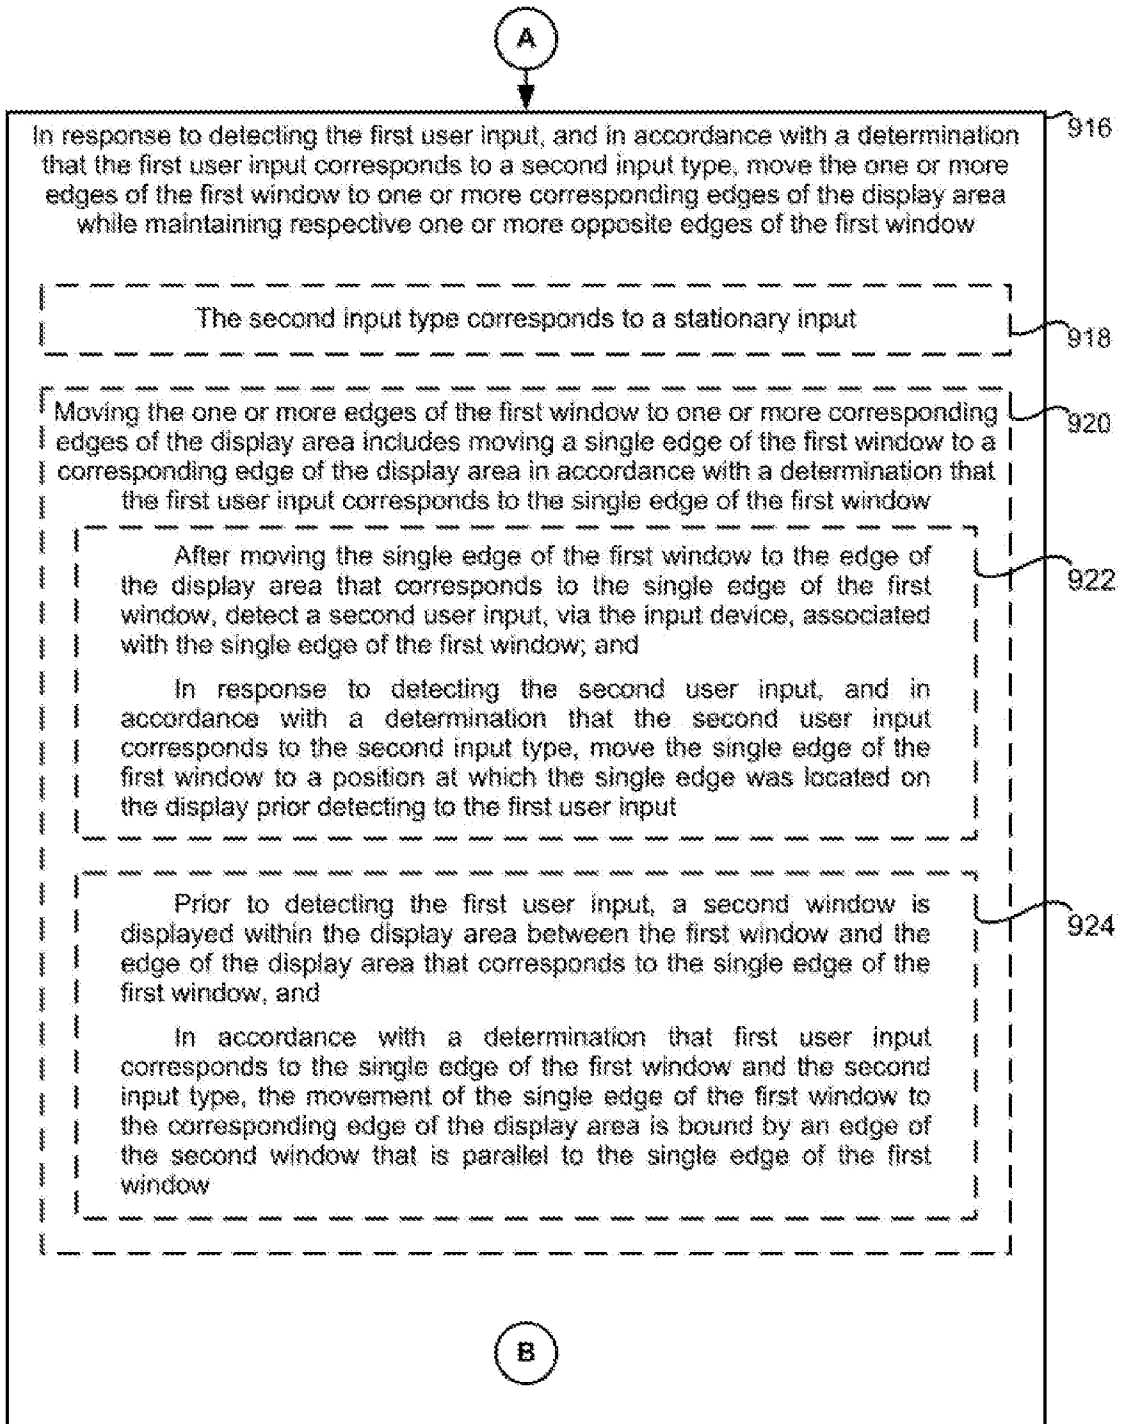 A
In response to detecting the first user input, and in accordance with a determination
that the first user input corresponds to a second input type, move the one or more
edges of the first window to one or more corresponding edges of the display area
while maintaining respective one or more opposite edges of the first window
916
The second input type corresponds to a stationary input
918
Moving the one or more edges of the first window to one or more corresponding
edges of the display area includes moving a single edge of the first window to a
corresponding edge of the display area in accordance with a determination that
the first user input corresponds to the single edge of the first window
920
After moving the single edge of the first window to the edge of
the display area that corresponds to the single edge of the first
window, detect a second user input, via the input device, associated
with the single edge of the first window; and
In response to detecting the second user input, and in
accordance with a determination that the second user input
corresponds to the second input type, move the single edge of the
first window to a position at which the single edge was located on
the display prior detecting to the first user input
922
Prior to detecting the first user input, a second window is
displayed within the display area between the first window and the
edge of the display area that corresponds to the single edge of the
first window, and
In accordance with a determination that first user input
corresponds to the single edge of the first window and the second
input type, the movement of the single edge of the first window to
the corresponding edge of the display area is bound by an edge of
the second window that is parallel to the single edge of the first
window
924
B